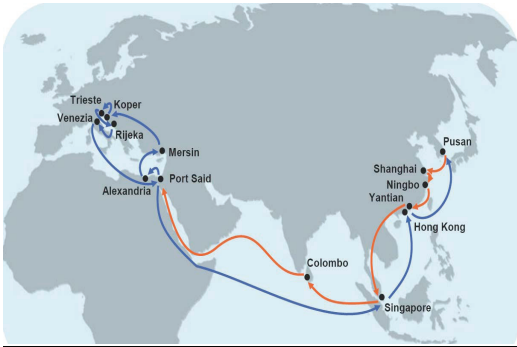 Trieste
Koper
Venezia
Rijeka
Mersin
Alexandria
Port Said
Pusan
Shanghai
Ningbo
Yantian
Hong Kong
Colombo
Singapore